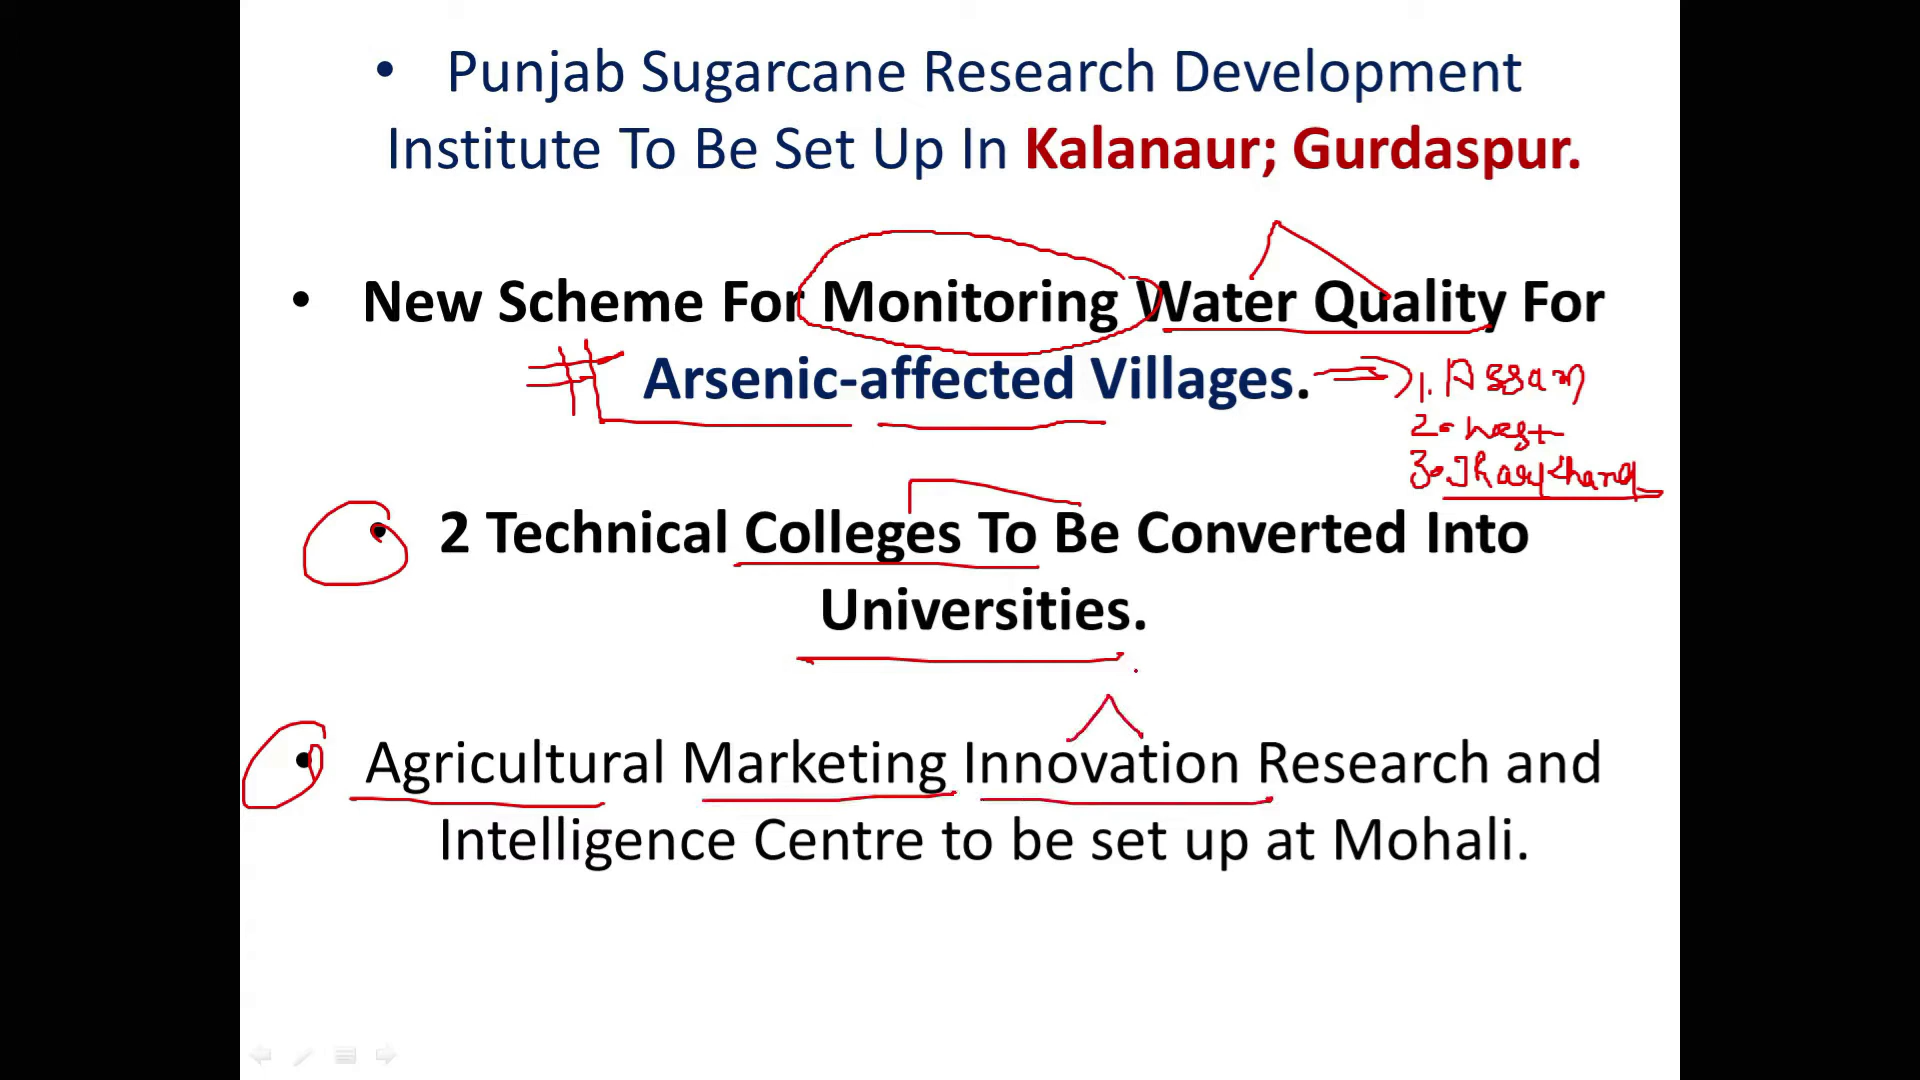 • Punjab Sugarcane Research Development
Institute To Be Set Up In Kalanaur; Gurdaspur.
• New Scheme For Monitoring Water Quality For
# Arsenic-affected Villages. ⇒ 1. Assam
2. West
3. Jharkhand
• 2 Technical Colleges To Be Converted Into
Universities.
• Agricultural Marketing Innovation Research and
Intelligence Centre to be set up at Mohali.